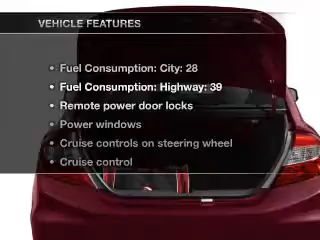 VEHICLE FEATURES
• Fuel Consumption: City: 28
• Fuel Consumption: Highway: 39
• Remote power door locks
• Power windows
• Cruise controls on steering wheel
• Cruise control